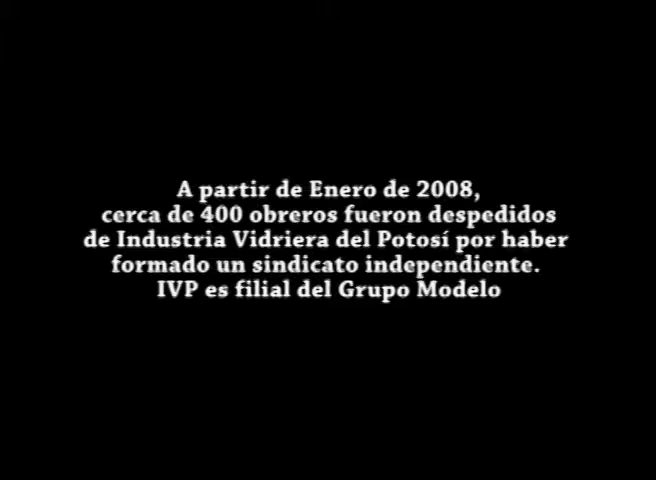 A partir de Enero de 2008,
cerca de 400 obreros fueron despedidos
de Industria Vidriera del Potosí por haber
formado un sindicato independiente.
IVP es filial del Grupo Modelo